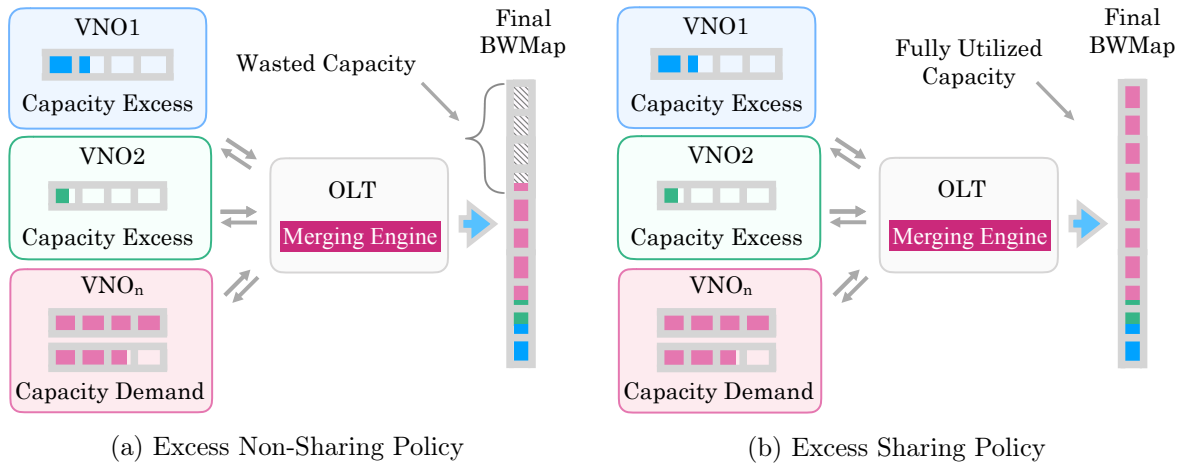 VNO1
Capacity Excess
VNO2
Capacity Excess
VNOₙ
Capacity Demand
Wasted Capacity
OLT
Merging Engine
Final
BWMap
(a) Excess Non-Sharing Policy
VNO1
Capacity Excess
VNO2
Capacity Excess
VNOₙ
Capacity Demand
Fully Utilized
Capacity
OLT
Merging Engine
Final
BWMap
(b) Excess Sharing Policy